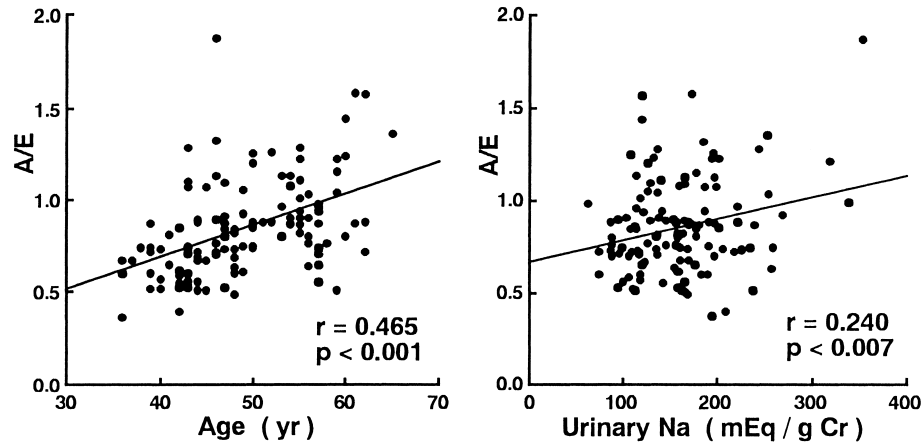 2.0
1.5
1.0
0.5
0.0
A/E
30 40 50 60 70
Age ( yr )
r = 0.465
p < 0.001
2.0
1.5
1.0
0.5
0.0
A/E
0 100 200 300 400
Urinary Na ( mEq / g Cr )
r = 0.240
p < 0.007